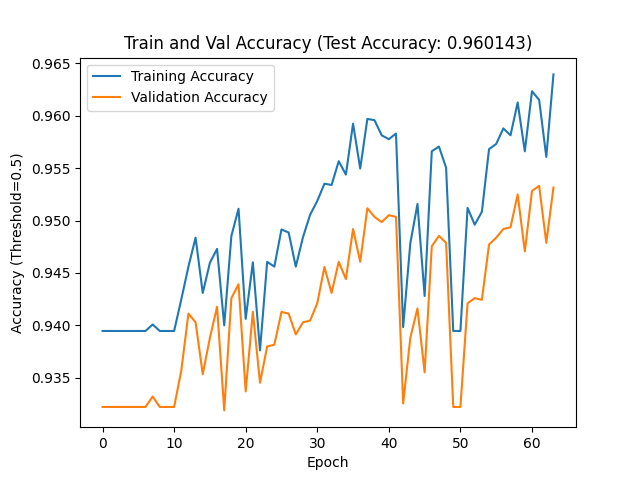 Train and Val Accuracy (Test Accuracy: 0.960143)
Training Accuracy
Validation Accuracy
Accuracy (Threshold=0.5)
0.965
0.960
0.955
0.950
0.945
0.940
0.935
0 10 20 30 40 50 60
Epoch